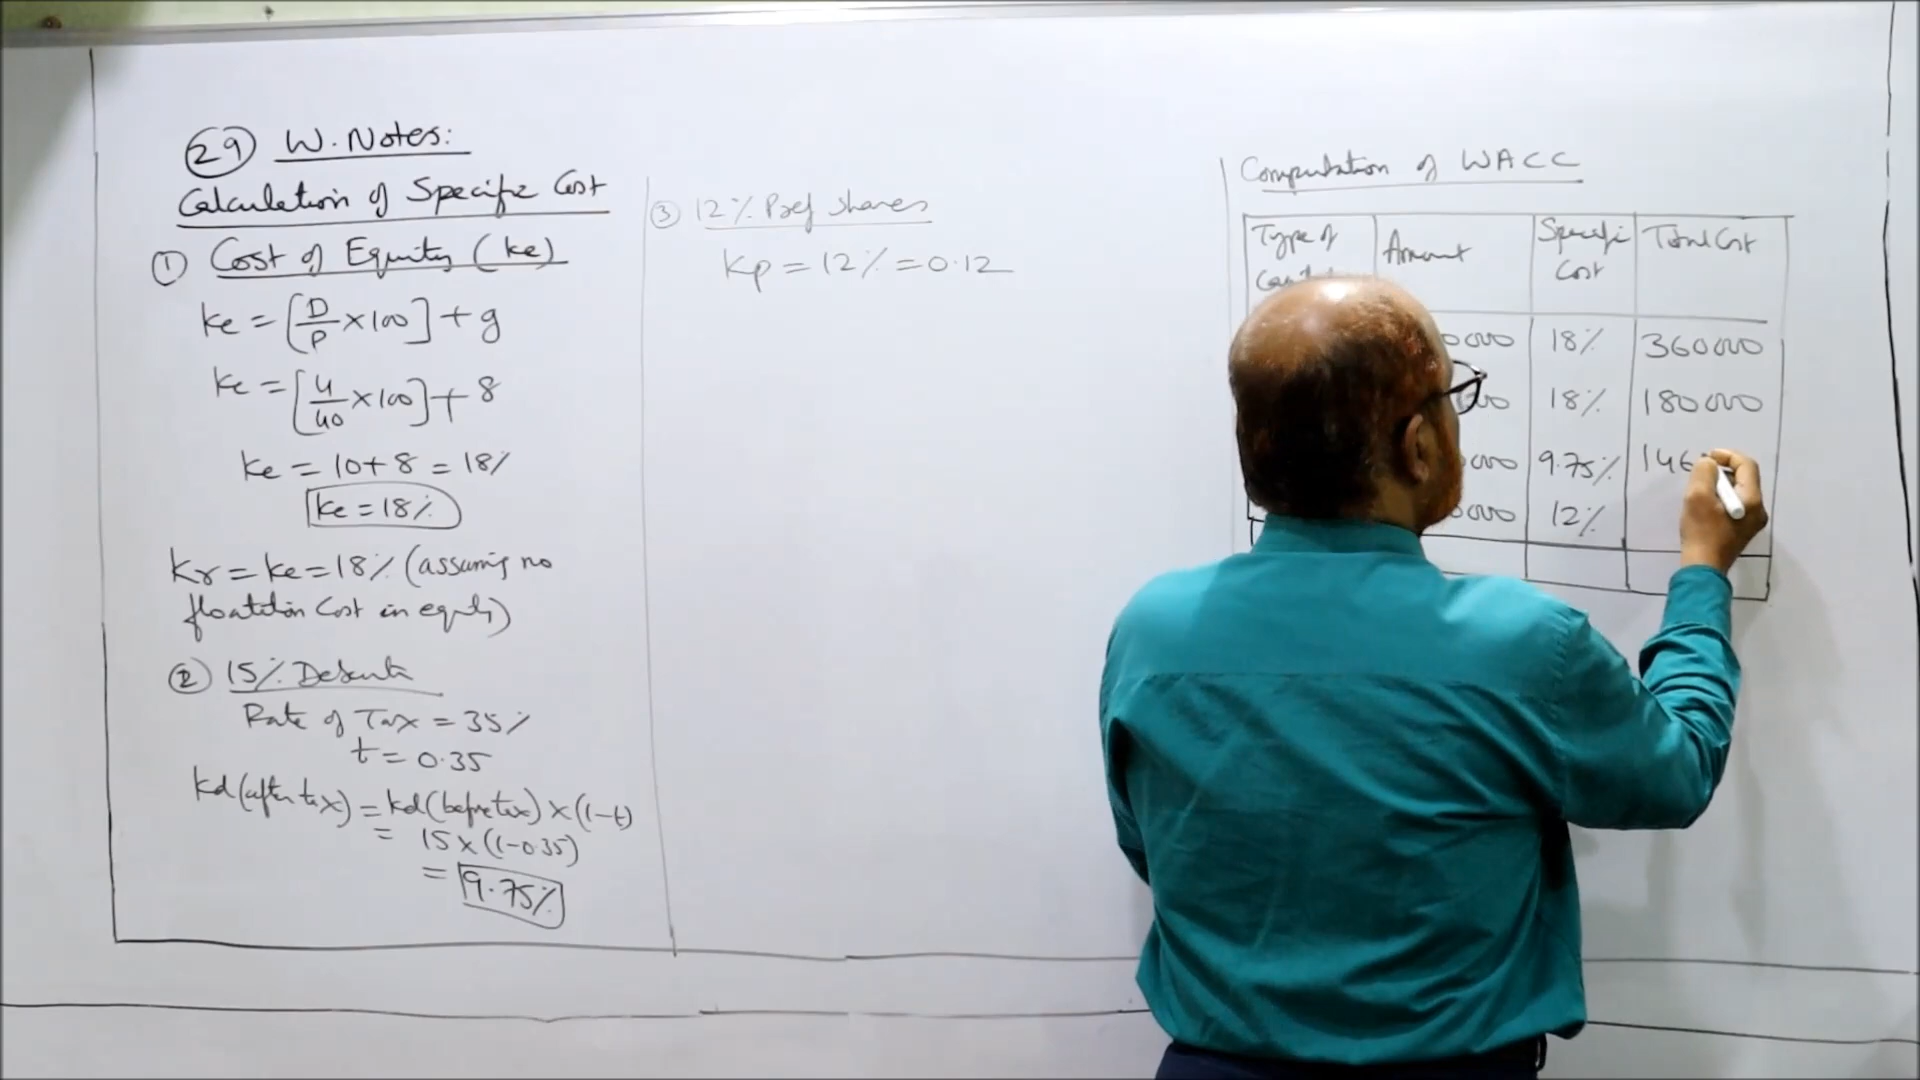 29 W. Notes:
Calculation of Specific Cost
① Cost of Equity (ke)
ke = [D/P × 100] + g
ke = [4/40 × 100] + 8
ke = 10 + 8 = 18%
ke = 18%
Kr = ke = 18% (assuming no
floatation Cost in equity)
② 15% Debentu
Rate of Tax = 35%
t = 0.35
Kd (after tax) = Kd (before tax) × (1-t)
= 15 × (1-0.35)
= 9.75%
③ 12% Pref shares
Kp = 12% = 0.12
Computation of WACC
Type of Amount Specific Cost Total Cost
18% 360000
18% 180000
9.75% 146
12%